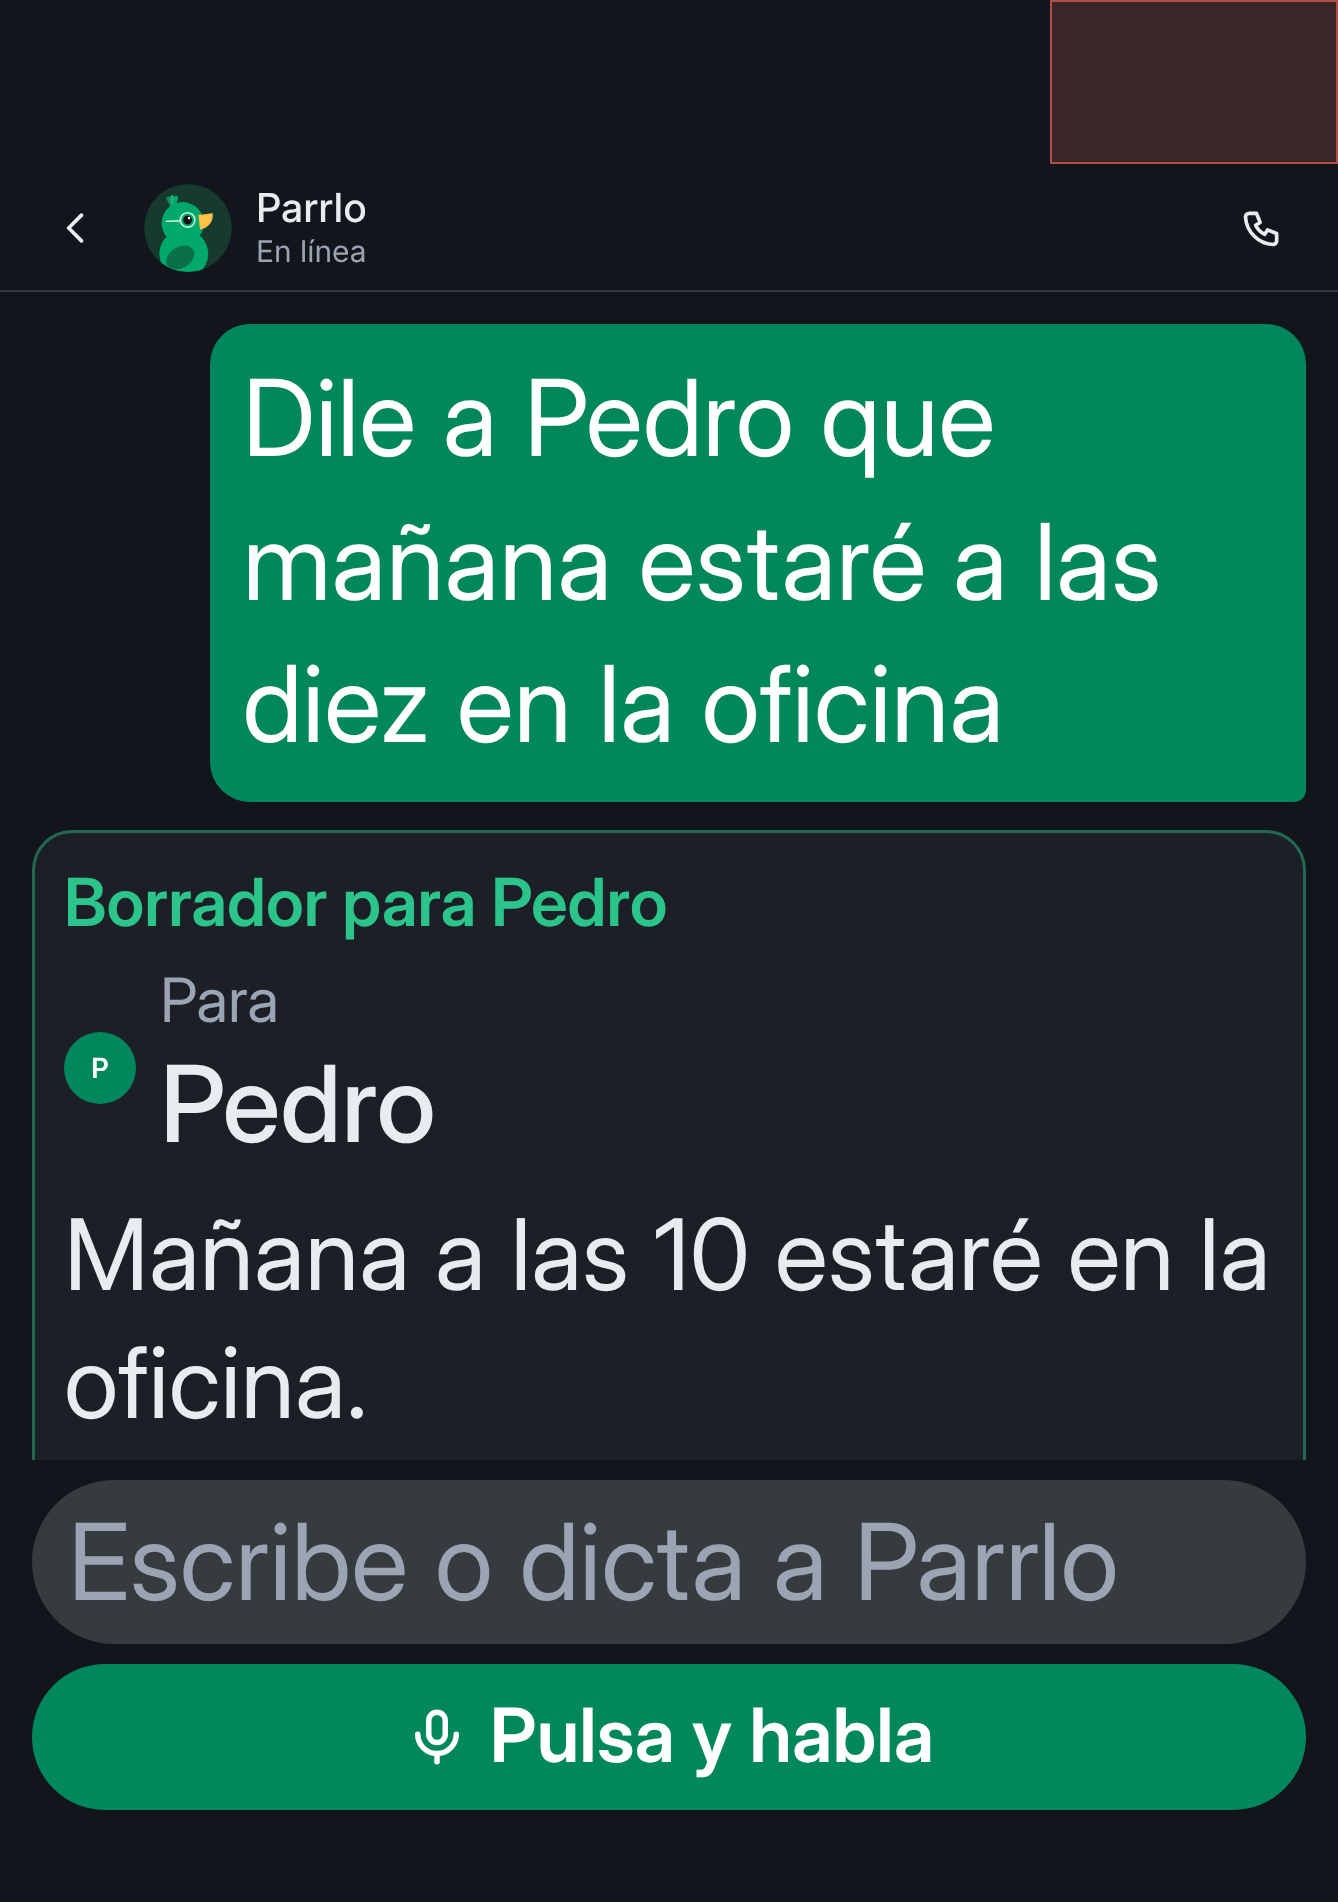 Parrlo
En línea
Dile a Pedro que
mañana estaré a las
diez en la oficina
Borrador para Pedro
Para
P
Pedro
Mañana a las 10 estaré en la
oficina.
Escribe o dicta a Parrlo
Pulsa y habla